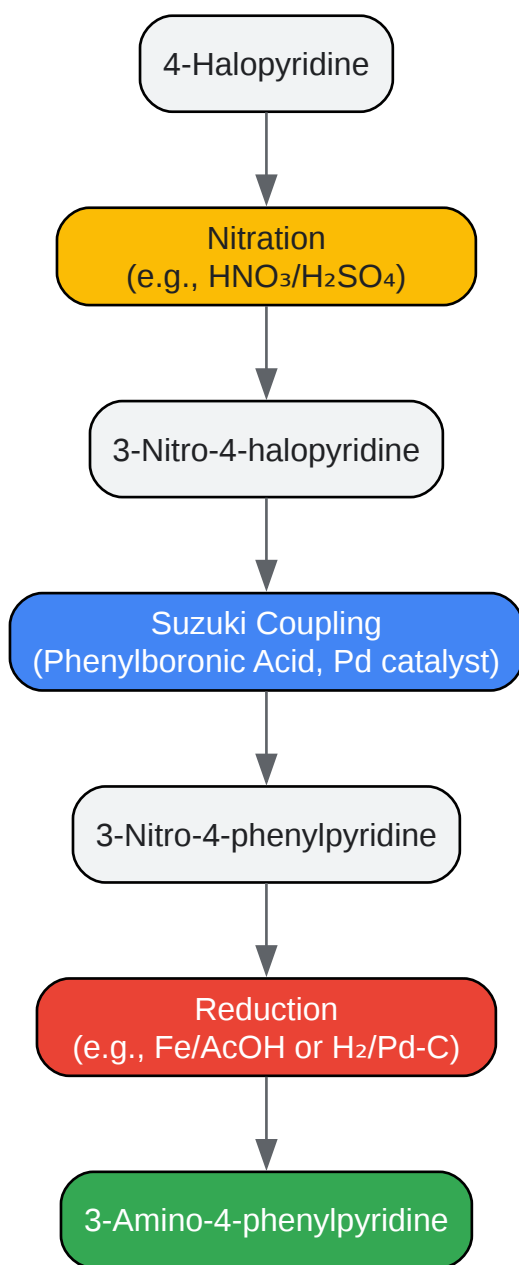 4-Halopyridine
Nitration
(e.g., HNO₃/H₂SO₄)
3-Nitro-4-halopyridine
Suzuki Coupling
(Phenylboronic Acid, Pd catalyst)
3-Nitro-4-phenylpyridine
Reduction
(e.g., Fe/AcOH or H₂/Pd-C)
3-Amino-4-phenylpyridine